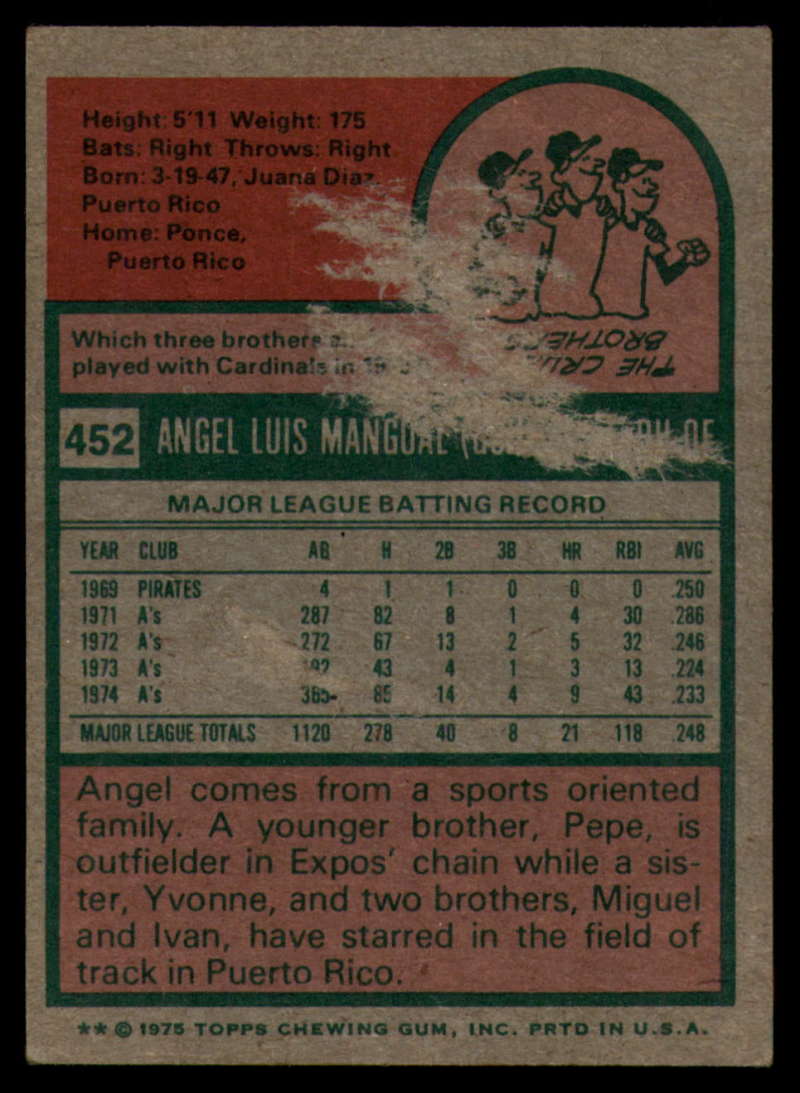 Height: 5'11 Weight: 175
Bats: Right Throws: Right
Born: 3-19-47, Juana Diaz,
Puerto Rico
Home: Ponce,
Puerto Rico
Which three brothers
played with Cardinals in
THE
BROTHERS
452 ANGEL LUIS MANGUAL OF
MAJOR LEAGUE BATTING RECORD
YEAR CLUB AB H 2B 3B HR RBI AVG
1969 PIRATES 4 1 1 0 0 0 .250
1971 A's 287 82 8 1 4 30 .286
1972 A's 272 67 13 2 5 32 .246
1973 A's 43 4 1 3 13 .224
1974 A's 365 85 14 4 9 43 .233
MAJOR LEAGUE TOTALS 1120 278 40 8 21 118 .248
Angel comes from a sports oriented
family. A younger brother, Pepe, is
outfielder in Expos' chain while a sis-
ter, Yvonne, and two brothers, Miguel
and Ivan, have starred in the field of
track in Puerto Rico.
** © 1975 TOPPS CHEWING GUM, INC. PRTD IN U.S.A.